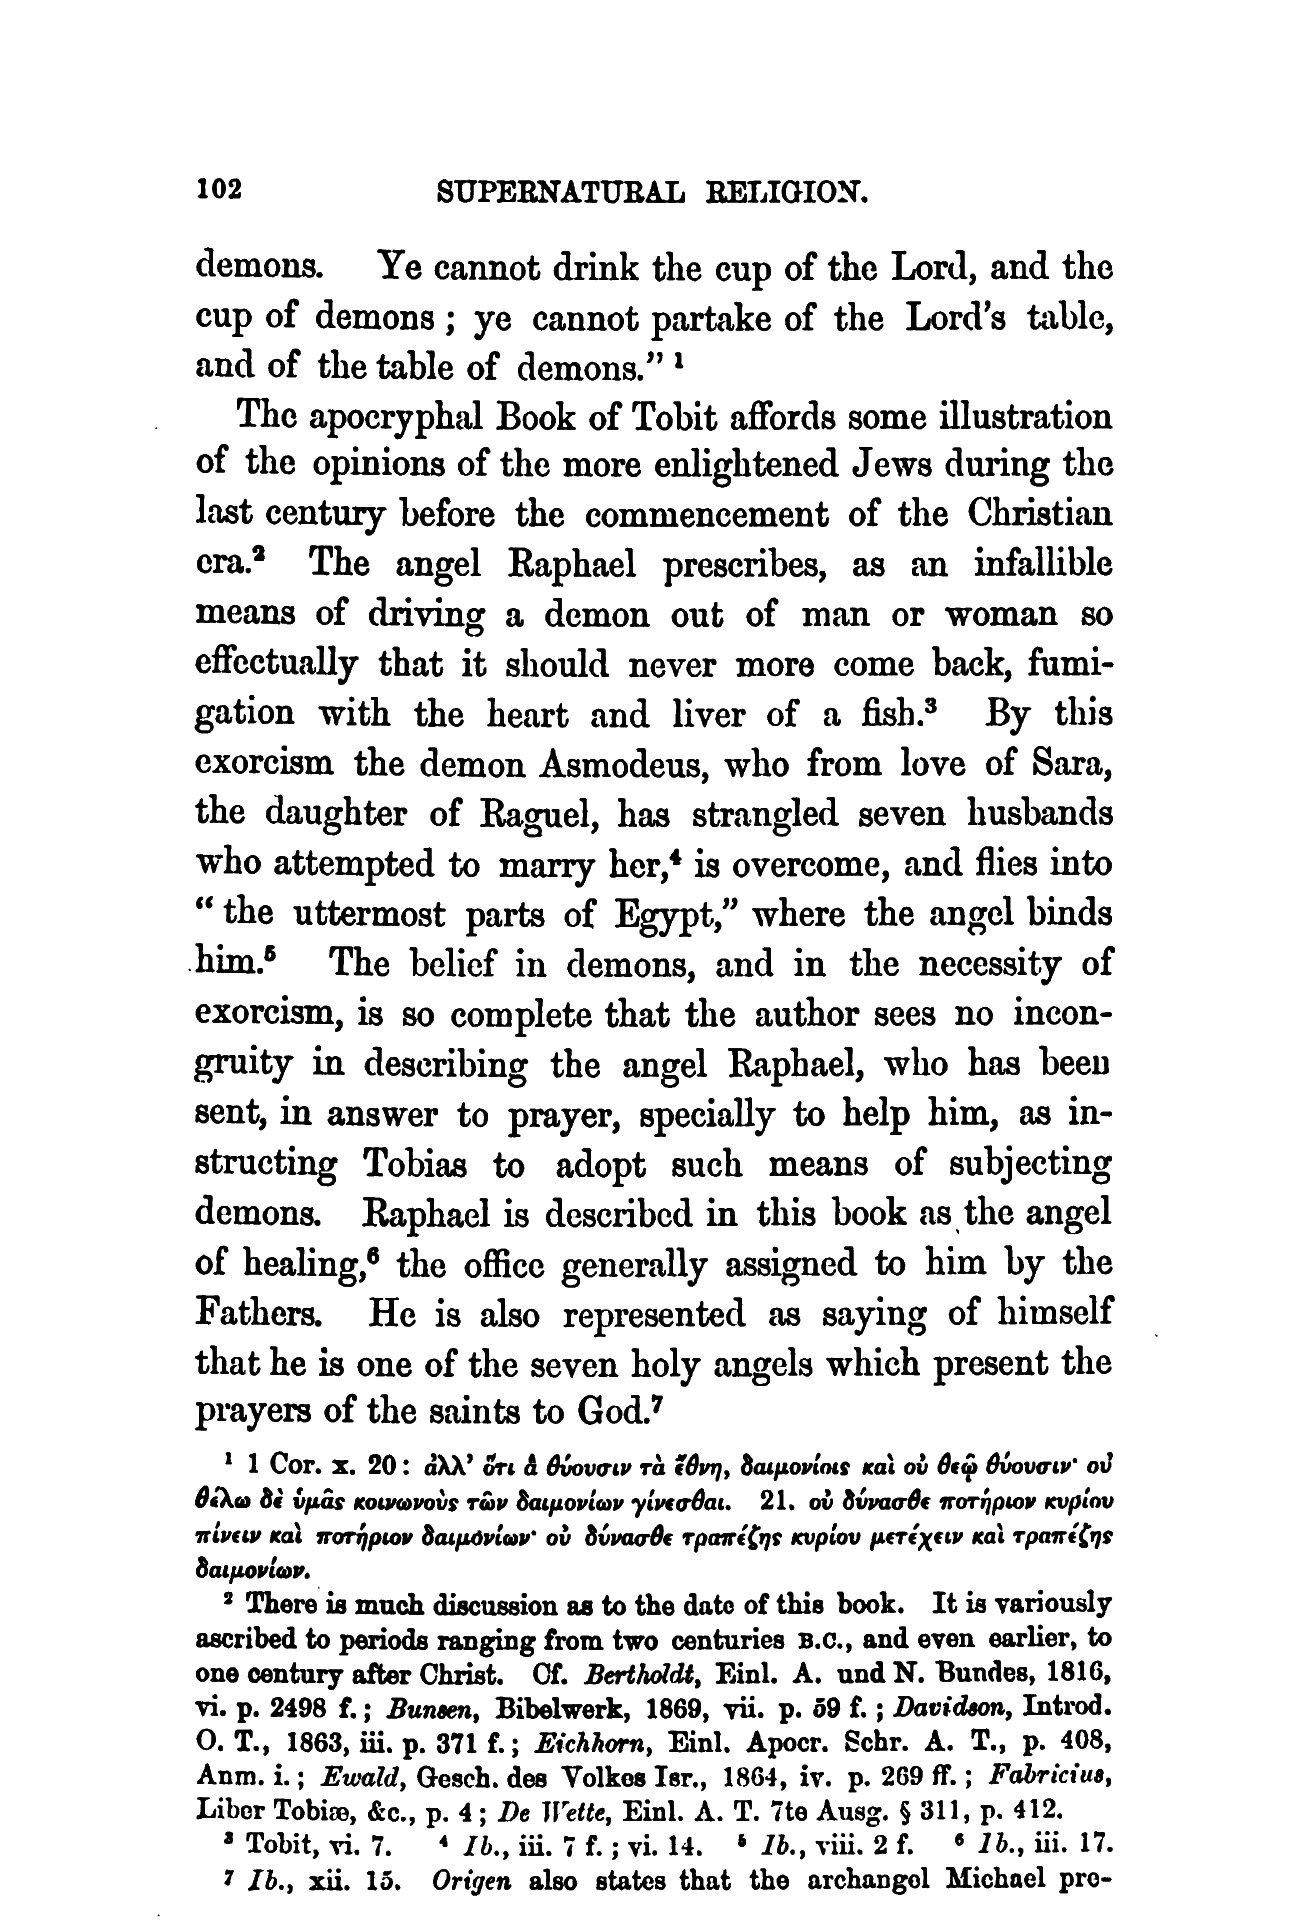 102 SUPERNATURAL RELIGION.
demons. Ye cannot drink the cup of the Lord, and the
cup of demons ; ye cannot partake of the Lord's table,
and of the table of demons." ¹
The apocryphal Book of Tobit affords some illustration
of the opinions of the more enlightened Jews during the
last century before the commencement of the Christian
era.² The angel Raphael prescribes, as an infallible
means of driving a demon out of man or woman so
effectually that it should never more come back, fumi-
gation with the heart and liver of a fish.³ By this
exorcism the demon Asmodeus, who from love of Sara,
the daughter of Raguel, has strangled seven husbands
who attempted to marry her,⁴ is overcome, and flies into
" the uttermost parts of Egypt," where the angel binds
him.⁵ The belief in demons, and in the necessity of
exorcism, is so complete that the author sees no incon-
gruity in describing the angel Raphael, who has been
sent, in answer to prayer, specially to help him, as in-
structing Tobias to adopt such means of subjecting
demons. Raphael is described in this book as the angel
of healing,⁶ the office generally assigned to him by the
Fathers. He is also represented as saying of himself
that he is one of the seven holy angels which present the
prayers of the saints to God.⁷
¹ 1 Cor. x. 20 : ἀλλ' ὅτι ἃ θύουσιν τὰ ἔθνη, δαιμονίοις καὶ οὐ θεῷ θύουσιν· οὐ
θέλω δὲ ὑμᾶς κοινωνοὺς τῶν δαιμονίων γίνεσθαι. 21. οὐ δύνασθε ποτήριον κυρίου
πίνειν καὶ ποτήριον δαιμονίων· οὐ δύνασθε τραπέζης κυρίου μετέχειν καὶ τραπέζης
δαιμονίων.
² There is much discussion as to the date of this book. It is variously
ascribed to periods ranging from two centuries B.C., and even earlier, to
one century after Christ. Cf. Bertholdt, Einl. A. und N. Bundes, 1816,
vi. p. 2498 f. ; Bunsen, Bibelwerk, 1869, vii. p. 59 f. ; Davidson, Introd.
O. T., 1863, iii. p. 371 f. ; Eichhorn, Einl. Apocr. Schr. A. T., p. 408,
Anm. i. ; Ewald, Gesch. des Volkes Isr., 1864, iv. p. 269 ff. ; Fabricius,
Liber Tobiæ, &c., p. 4 ; De Wette, Einl. A. T. 7te Ausg. § 311, p. 412.
³ Tobit, vi. 7. ⁴ Ib., iii. 7 f. ; vi. 14. ⁵ Ib., viii. 2 f. ⁶ Ib., iii. 17.
⁷ Ib., xii. 15. Origen also states that the archangel Michael pre-